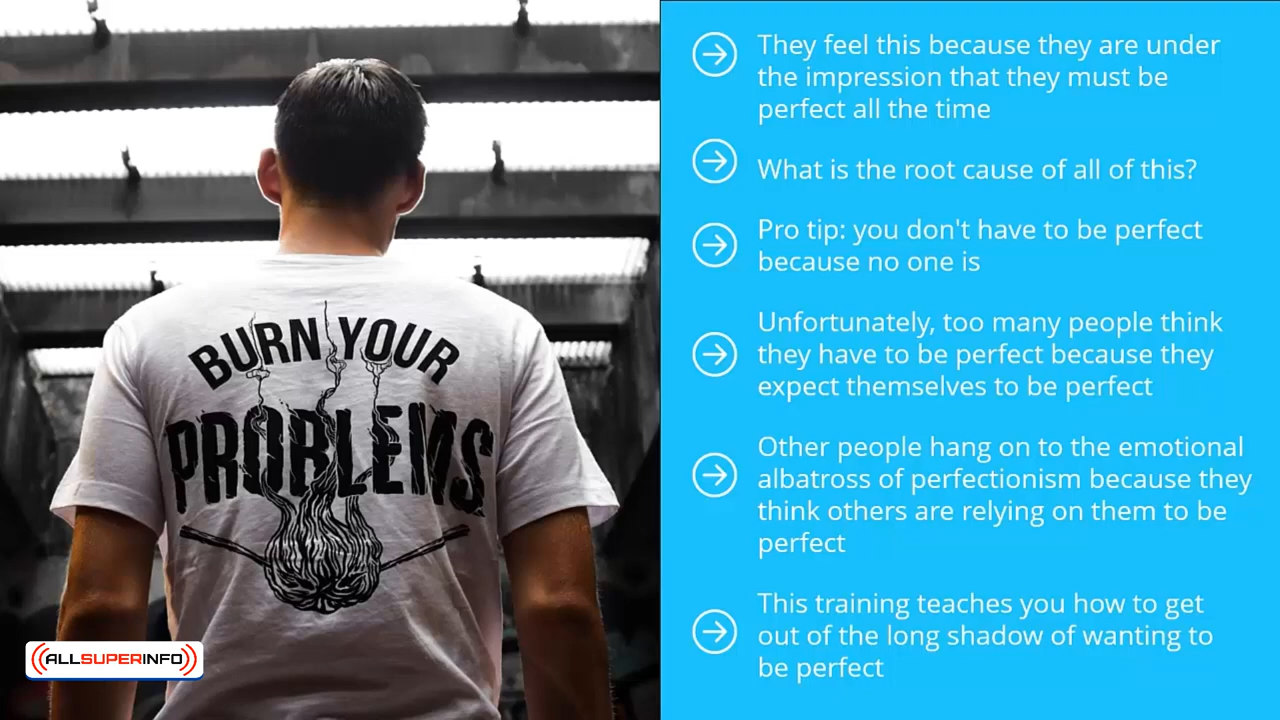 BURN YOUR
PROBLEMS
ALLSUPERINFO
They feel this because they are under
the impression that they must be
perfect all the time
What is the root cause of all of this?
Pro tip: you don't have to be perfect
because no one is
Unfortunately, too many people think
they have to be perfect because they
expect themselves to be perfect
Other people hang on to the emotional
albatross of perfectionism because they
think others are relying on them to be
perfect
This training teaches you how to get
out of the long shadow of wanting to
be perfect